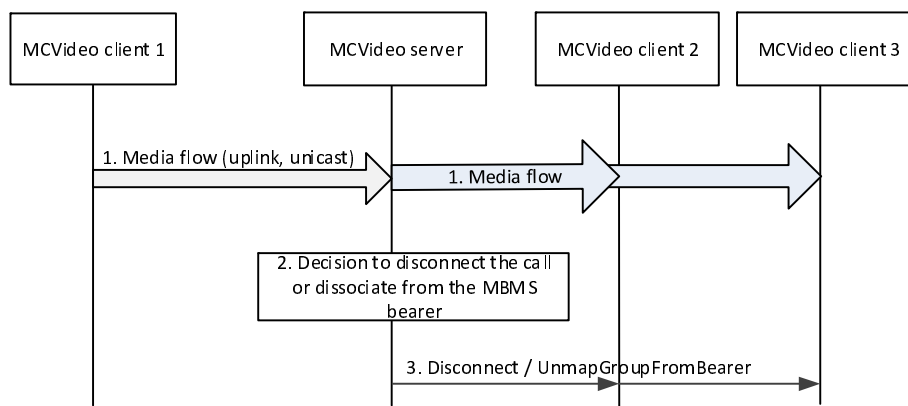 MCVideo client 1
MCVideo server
MCVideo client 2
MCVideo client 3
1. Media flow (uplink, unicast)
1. Media flow
2. Decision to disconnect the call
or dissociate from the MBMS
bearer
3. Disconnect / UnmapGroupFromBearer